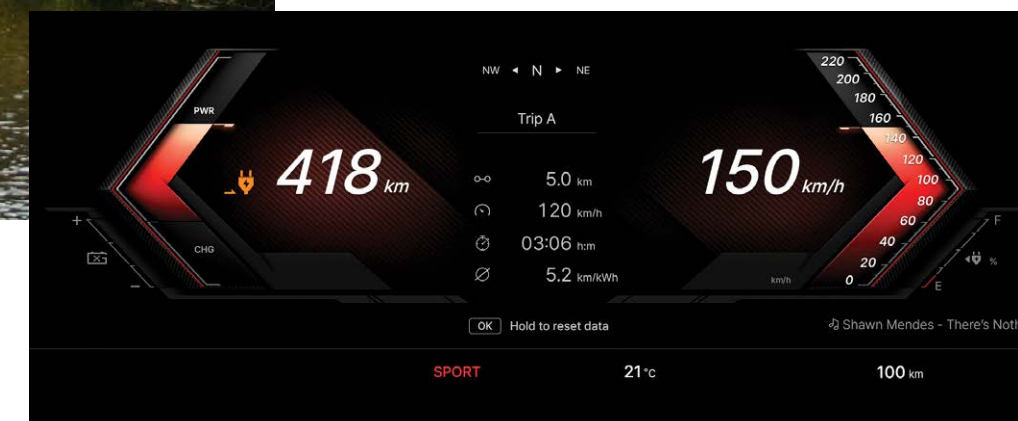 NW N NE
PWR
CHG
418 km
Trip A
5.0 km
120 km/h
03:06 h:m
5.2 km/kWh
150 km/h
220
200
180
160
140
120
100
80
60
40
20
0
km/h
+
−
F
%
E
OK Hold to reset data
Shawn Mendes - There's Noth
SPORT 21°C 100 km